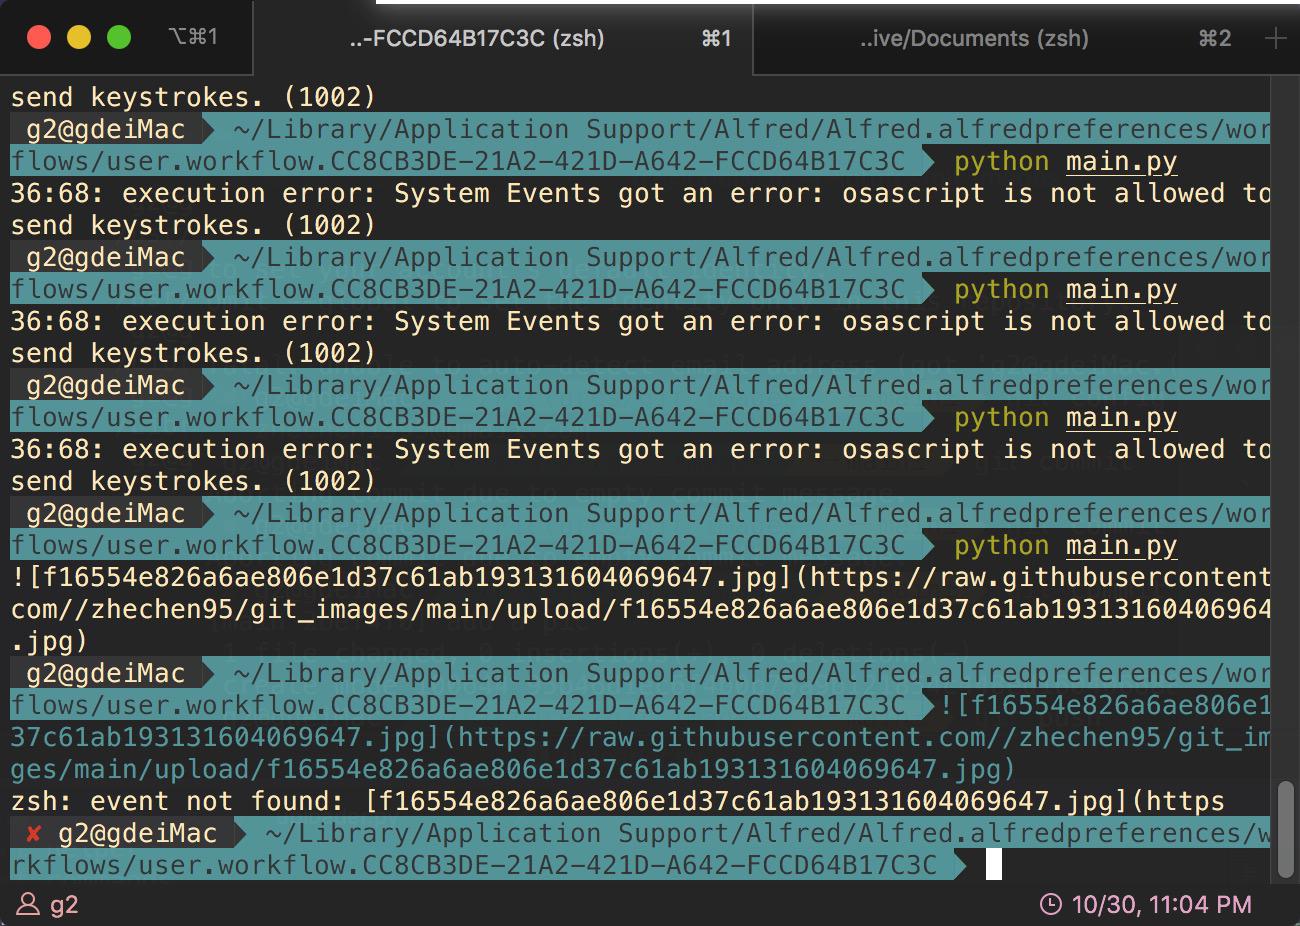 ⌥⌘1
..-FCCD64B17C3C (zsh) ⌘1
..ive/Documents (zsh) ⌘2
send keystrokes. (1002)
g2@gdeiMac ~/Library/Application Support/Alfred/Alfred.alfredpreferences/wor
flows/user.workflow.CC8CB3DE-21A2-421D-A642-FCCD64B17C3C python main.py
36:68: execution error: System Events got an error: osascript is not allowed to
send keystrokes. (1002)
g2@gdeiMac ~/Library/Application Support/Alfred/Alfred.alfredpreferences/wor
flows/user.workflow.CC8CB3DE-21A2-421D-A642-FCCD64B17C3C python main.py
36:68: execution error: System Events got an error: osascript is not allowed to
send keystrokes. (1002)
g2@gdeiMac ~/Library/Application Support/Alfred/Alfred.alfredpreferences/wor
flows/user.workflow.CC8CB3DE-21A2-421D-A642-FCCD64B17C3C python main.py
36:68: execution error: System Events got an error: osascript is not allowed to
send keystrokes. (1002)
g2@gdeiMac ~/Library/Application Support/Alfred/Alfred.alfredpreferences/wor
flows/user.workflow.CC8CB3DE-21A2-421D-A642-FCCD64B17C3C python main.py
![f16554e826a6ae806e1d37c61ab193131604069647.jpg](https://raw.githubusercontent
com//zhechen95/git_images/main/upload/f16554e826a6ae806e1d37c61ab19313160406964
.jpg)
g2@gdeiMac ~/Library/Application Support/Alfred/Alfred.alfredpreferences/wor
flows/user.workflow.CC8CB3DE-21A2-421D-A642-FCCD64B17C3C ![f16554e826a6ae806e1
37c61ab193131604069647.jpg](https://raw.githubusercontent.com//zhechen95/git_im
ges/main/upload/f16554e826a6ae806e1d37c61ab193131604069647.jpg)
zsh: event not found: [f16554e826a6ae806e1d37c61ab193131604069647.jpg](https
✘ g2@gdeiMac ~/Library/Application Support/Alfred/Alfred.alfredpreferences/w
rkflows/user.workflow.CC8CB3DE-21A2-421D-A642-FCCD64B17C3C
g2 10/30, 11:04 PM